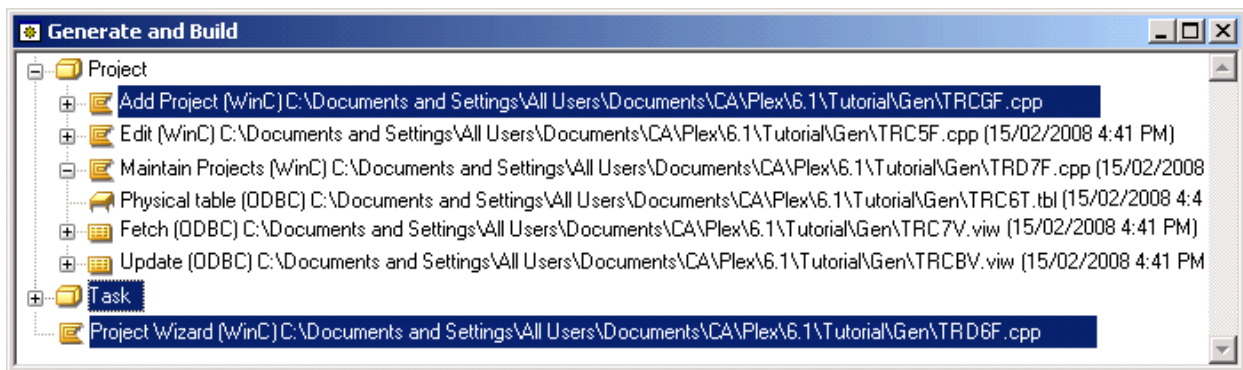 Generate and Build
Project
Add Project (WinC) C:\Documents and Settings\All Users\Documents\CA\Plex\6.1\Tutorial\Gen\TRCGF.cpp
Edit (WinC) C:\Documents and Settings\All Users\Documents\CA\Plex\6.1\Tutorial\Gen\TRC5F.cpp (15/02/2008 4:41 PM)
Maintain Projects (WinC) C:\Documents and Settings\All Users\Documents\CA\Plex\6.1\Tutorial\Gen\TRD7F.cpp (15/02/2008
Physical table (ODBC) C:\Documents and Settings\All Users\Documents\CA\Plex\6.1\Tutorial\Gen\TRC6T.tbl (15/02/2008 4:4
Fetch (ODBC) C:\Documents and Settings\All Users\Documents\CA\Plex\6.1\Tutorial\Gen\TRC7V.viw (15/02/2008 4:41 PM)
Update (ODBC) C:\Documents and Settings\All Users\Documents\CA\Plex\6.1\Tutorial\Gen\TRCBV.viw (15/02/2008 4:41 PM
Task
Project Wizard (WinC) C:\Documents and Settings\All Users\Documents\CA\Plex\6.1\Tutorial\Gen\TRD6F.cpp